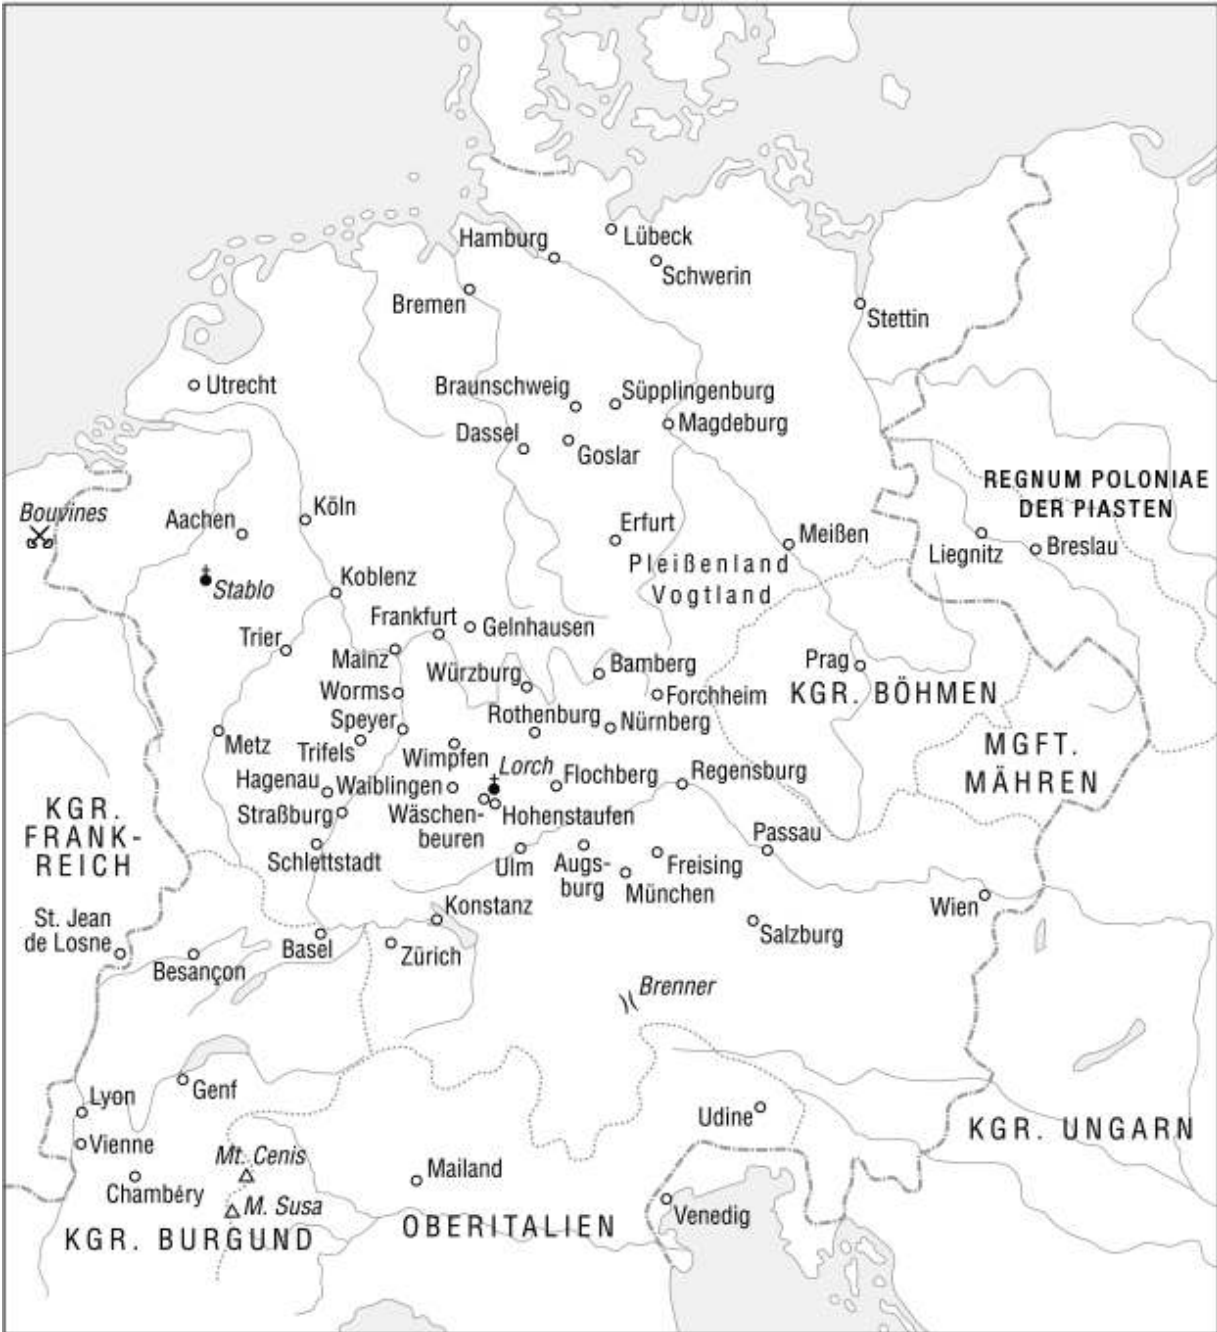 Lübeck
Hamburg
Schwerin
Bremen
Stettin
Utrecht
Braunschweig
Süpplingenburg
Magdeburg
Dassel
Goslar
REGNUM POLONIAE
DER PIASTEN
Bouvines
Aachen
Köln
Erfurt
Meißen
Liegnitz
Breslau
Pleißenland
Vogtland
Stablo
Koblenz
Frankfurt
Gelnhausen
Trier
Mainz
Würzburg
Bamberg
Prag
Worms
Forchheim
KGR. BÖHMEN
Speyer
Rothenburg
Nürnberg
Metz
Trifels
Wimpfen
Lorch
MGFT.
MÄHREN
Hagenau
Waiblingen
Flochberg
Regensburg
KGR.
FRANK-
REICH
Straßburg
Wäschen-
beuren
Hohenstaufen
Passau
Schlettstadt
Ulm
Augs-
burg
Freising
München
Wien
St. Jean
de Losne
Konstanz
Salzburg
Besançon
Basel
Zürich
Brenner
Genf
Lyon
Udine
KGR. UNGARN
Vienne
Mt. Cenis
Mailand
Chambéry
M. Susa
Venedig
KGR. BURGUND
OBERITALIEN